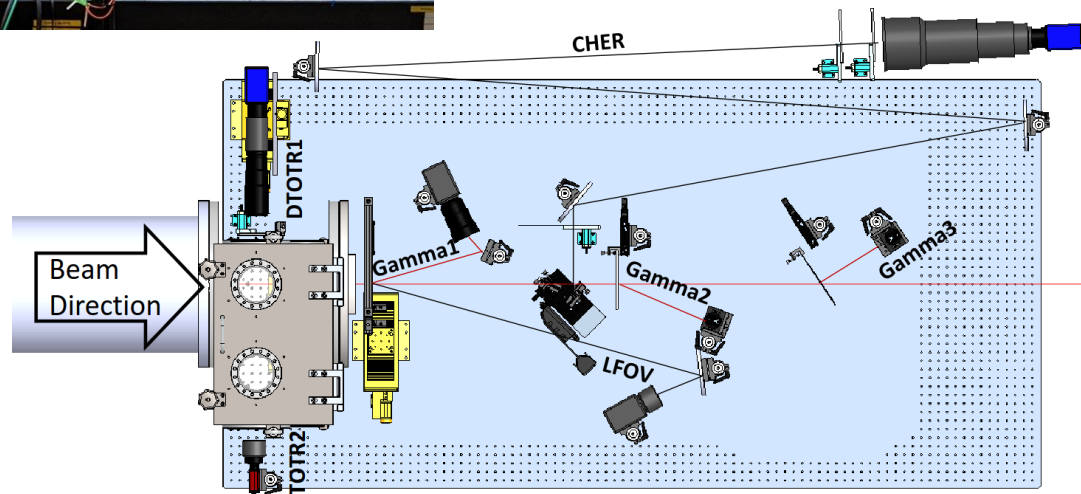 CHER
DTOTR1
Beam
Direction
Gamma1
Gamma2
Gamma3
LFOV
TOTR2